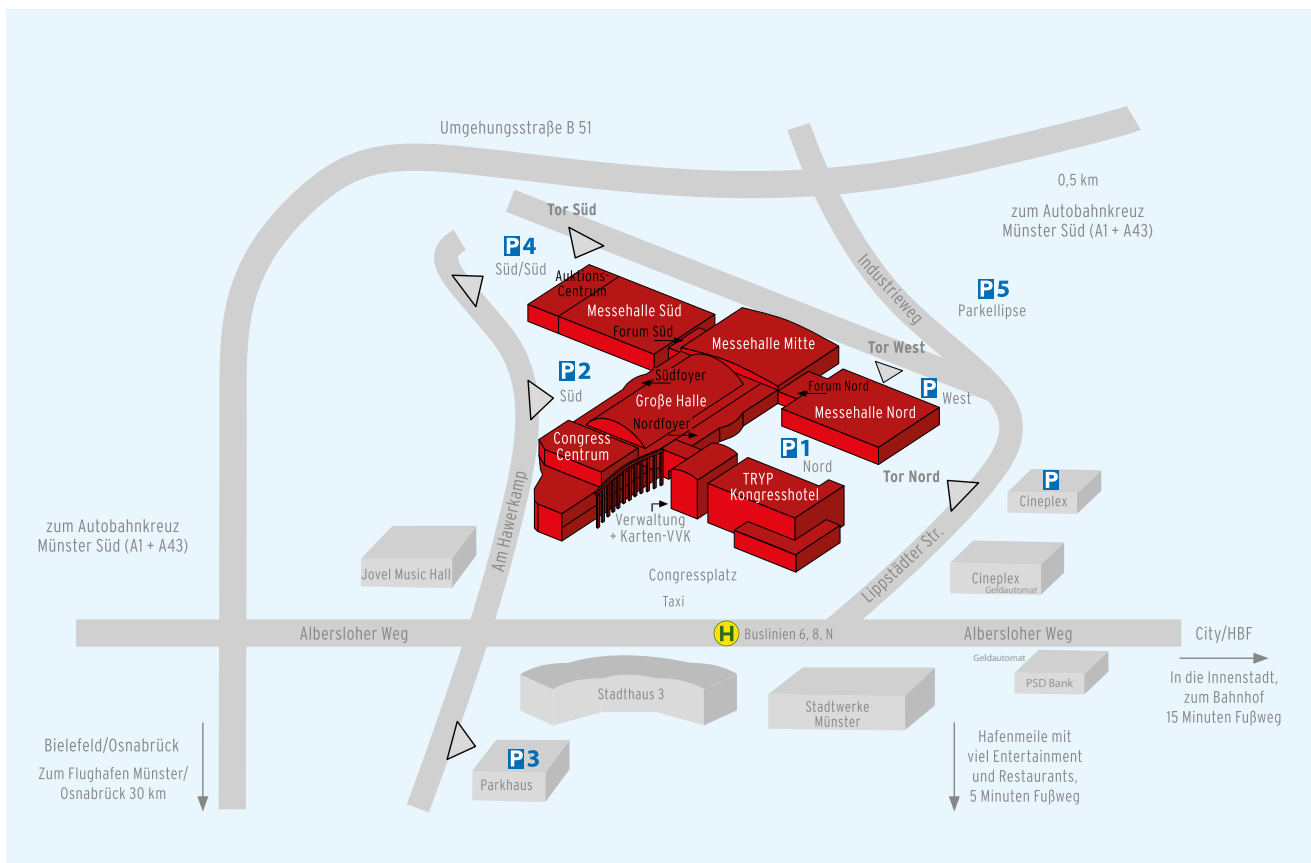 Umgehungsstraße B 51
0,5 km
zum Autobahnkreuz
Münster Süd (A1 + A43)
Tor Süd
P4
Süd/Süd
Auktions-
Centrum
Messehalle Süd
Forum Süd
Messehalle Mitte
Industrieweg
P5
Parkellipse
Tor West
P
West
P2
Süd
Südfoyer
Große Halle
Nordfoyer
Forum Nord
Messehalle Nord
Congress
Centrum
P1
Nord
TRYP
Kongresshotel
Tor Nord
P
Cineplex
Verwaltung
+ Karten-VVK
Am Hawerkamp
zum Autobahnkreuz
Münster Süd (A1 + A43)
Jovel Music Hall
Congressplatz
Taxi
Lippstädter Str.
Cineplex
Geldautomat
Albersloher Weg
H
Buslinien 6, 8, N
Albersloher Weg
City/HBF
Geldautomat
PSD Bank
In die Innenstadt,
zum Bahnhof
15 Minuten Fußweg
Stadthaus 3
Stadtwerke
Münster
Bielefeld/Osnabrück
Zum Flughafen Münster/
Osnabrück 30 km
P3
Parkhaus
Hafenmeile mit
viel Entertainment
und Restaurants,
5 Minuten Fußweg